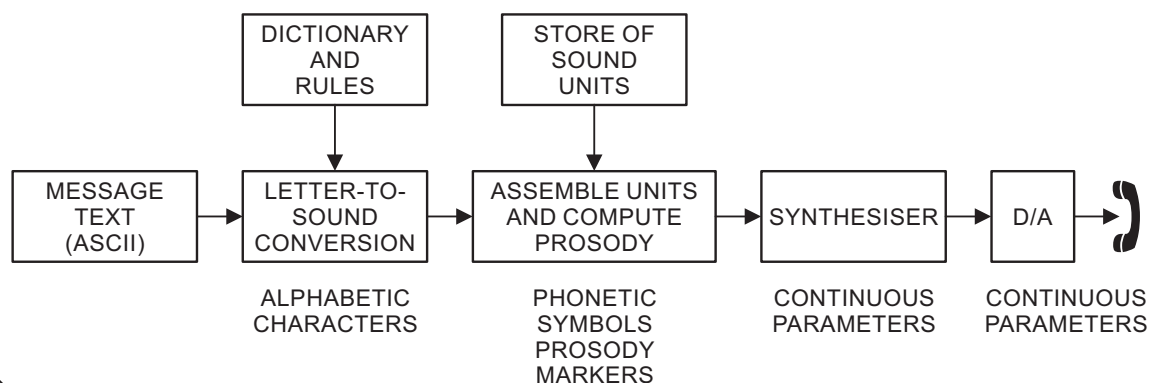 DICTIONARY
AND
RULES
STORE OF
SOUND
UNITS
MESSAGE
TEXT
(ASCII)
LETTER-TO-
SOUND
CONVERSION
ASSEMBLE UNITS
AND COMPUTE
PROSODY
SYNTHESISER
D/A
ALPHABETIC
CHARACTERS
PHONETIC
SYMBOLS
PROSODY
MARKERS
CONTINUOUS
PARAMETERS
CONTINUOUS
PARAMETERS